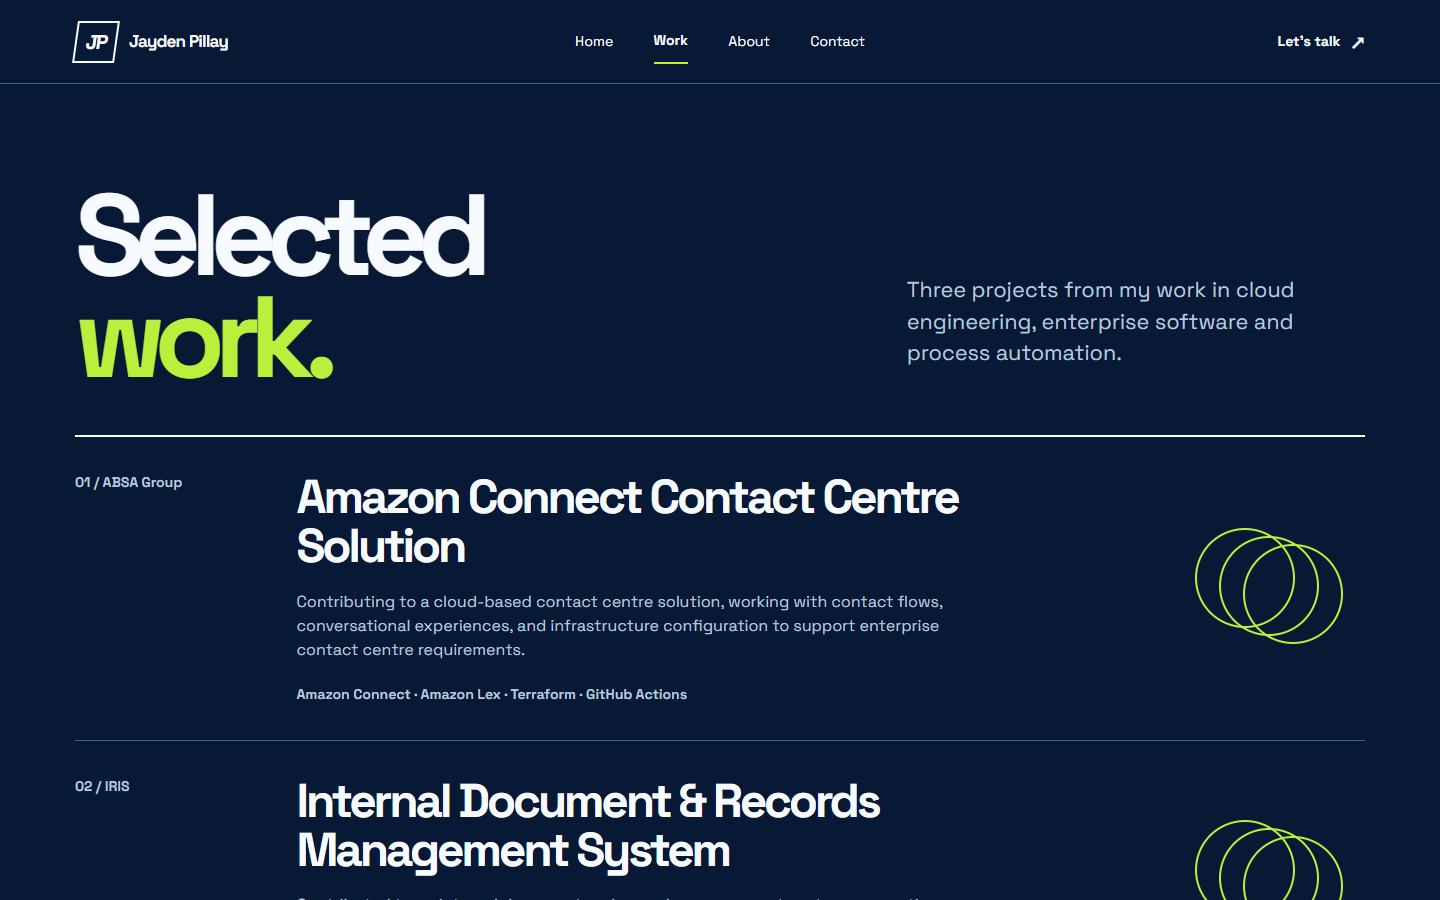 JP Jayden Pillay
Home Work About Contact
Let's talk ↗
Selected
work.
Three projects from my work in cloud
engineering, enterprise software and
process automation.
01 / ABSA Group
Amazon Connect Contact Centre
Solution
Contributing to a cloud-based contact centre solution, working with contact flows,
conversational experiences, and infrastructure configuration to support enterprise
contact centre requirements.
Amazon Connect · Amazon Lex · Terraform · GitHub Actions
02 / IRIS
Internal Document & Records
Management System